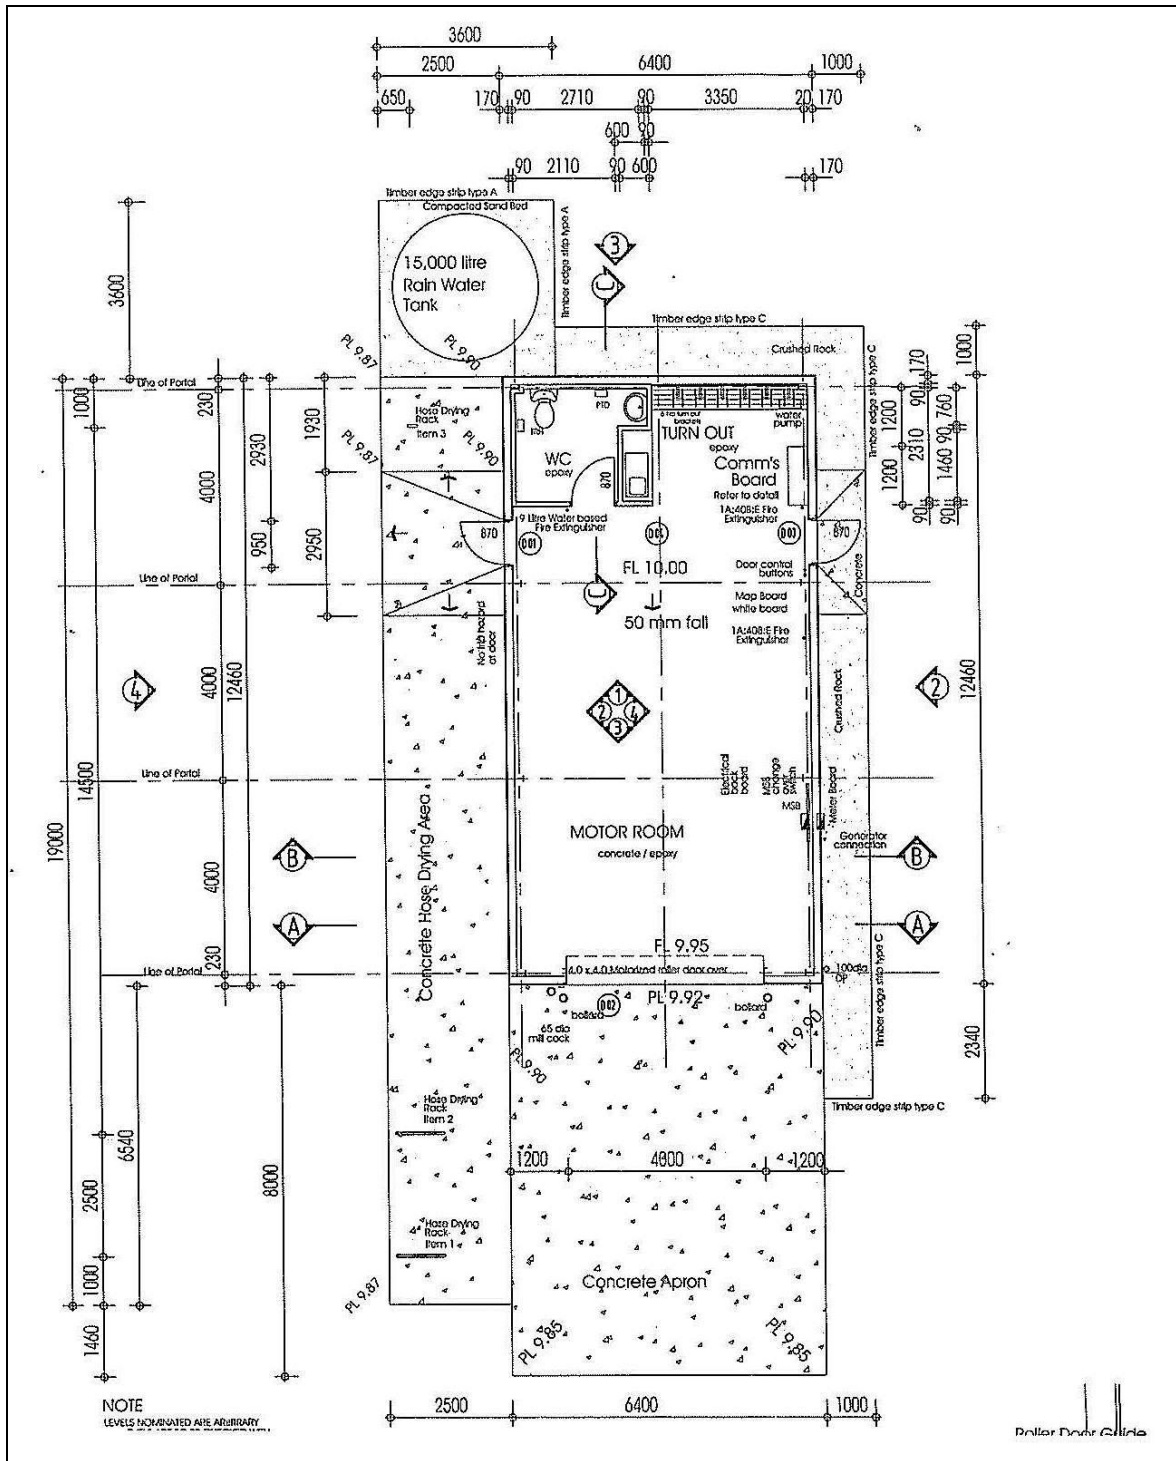 3600
2500
6400
1000
650
170
90
2710
90
3350
20
170
600
90
90
2110
90
600
170
Timber edge strip type A
Compacted Sand Bed
Timber edge strip type A
15,000 litre
Rain Water
Tank
3
C
Timber edge strip type C
Crushed Rock
Timber edge strip type C
3600
PL 9.87
PL 9.90
Line of Portal
1000
230
2930
1930
4000
950
2950
Hose Drying
Rack
Item 3
PL 9.87
PL 9.90
WC
epoxy
PTD
870
TURN OUT
epoxy
water
pump
Comm's
Board
Refer to detail
1A:40B:E Fire
Extinguisher
170
1000
90
760
1200
2310
1460
90
1200
90
90
9 Litre Water based
Fire Extinguisher
870
D01
D04
D03
870
Concrete
FL 10.00
Door control
buttons
Line of Portal
C
50 mm fall
Map Board
white board
1A:40B:E Fire
Extinguisher
No trip hazard
at door
4
4000
12460
1
2
4
3
Crushed Rock
2
12460
Line of Portal
14500
19000
Electrical
back
board
MSS
change
over
switch
MSB
Meter Board
MOTOR ROOM
concrete / epoxy
Generator
connection
B
B
4000
Concrete Hose Drying Area
A
A
230
FL 9.95
Line of Portal
4.0 x 4.0 Motorized roller door over
100dia
DP
Timber edge strip type C
PL 9.92
bollard
D02
bollard
65 dia
mill cock
PL 9.90
PL 9.90
2340
Hose Drying
Rack
Item 2
Timber edge strip type C
6540
8000
2500
1200
4000
1200
Hose Drying
Rack
Item 1
1000
Concrete Apron
PL 9.87
1460
PL 9.85
PL 9.85
NOTE
LEVELS NOMINATED ARE ARBITRARY
2500
6400
1000
Roller Door Guide